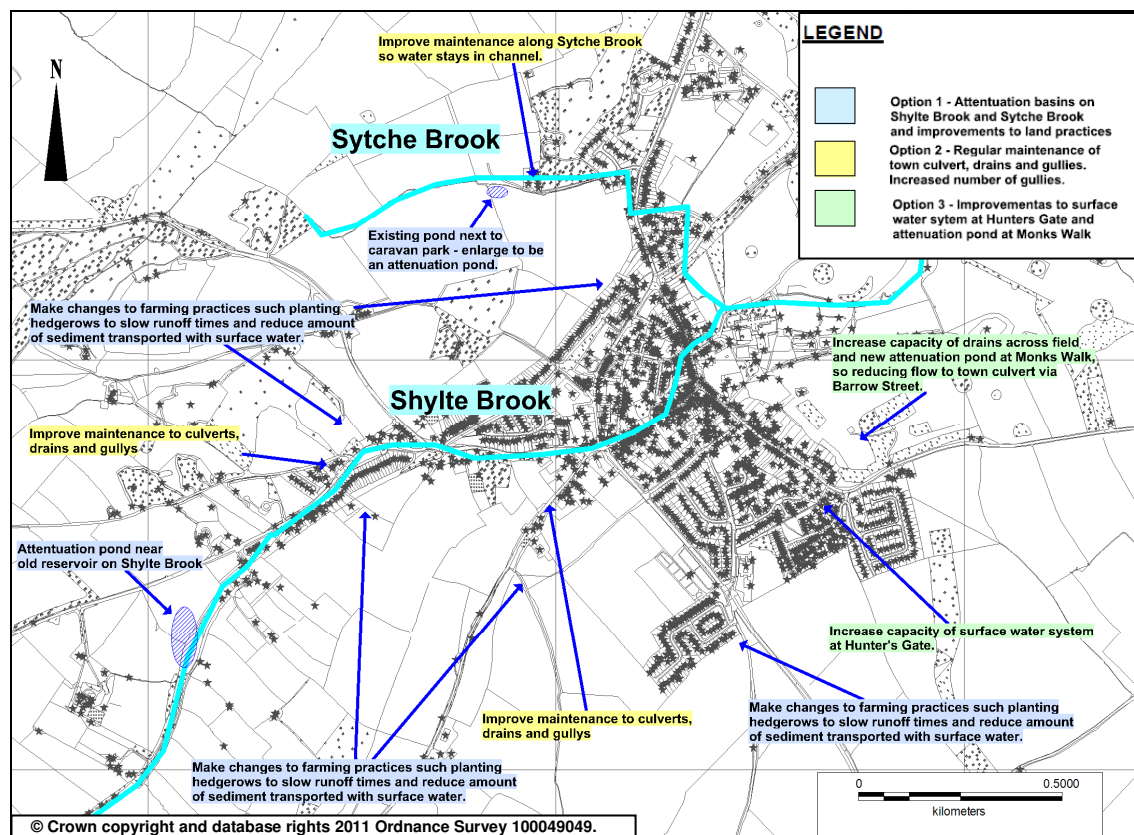 Improve maintenance along Sytche Brook
so water stays in channel.
LEGEND
N
Option 1 - Attentuation basins on
Shylte Brook and Sytche Brook
and improvements to land practices
Option 2 - Regular maintenance of
town culvert, drains and gullies.
Increased number of gullies.
Option 3 - Improvementas to surface
water sytem at Hunters Gate and
attenuation pond at Monks Walk
Sytche Brook
Existing pond next to
caravan park - enlarge to be
an attenuation pond.
Make changes to farming practices such planting
hedgerows to slow runoff times and reduce amount
of sediment transported with surface water.
Increase capacity of drains across field
and new attenuation pond at Monks Walk,
so reducing flow to town culvert via
Barrow Street.
Shylte Brook
Improve maintenance to culverts,
drains and gullys
Attentuation pond near
old reservoir on Shylte Brook
Increase capacity of surface water system
at Hunter's Gate.
Improve maintenance to culverts,
drains and gullys
Make changes to farming practices such planting
hedgerows to slow runoff times and reduce amount
of sediment transported with surface water.
Make changes to farming practices such planting
hedgerows to slow runoff times and reduce amount
of sediment transported with surface water.
0 0.5000
kilometers
© Crown copyright and database rights 2011 Ordnance Survey 100049049.